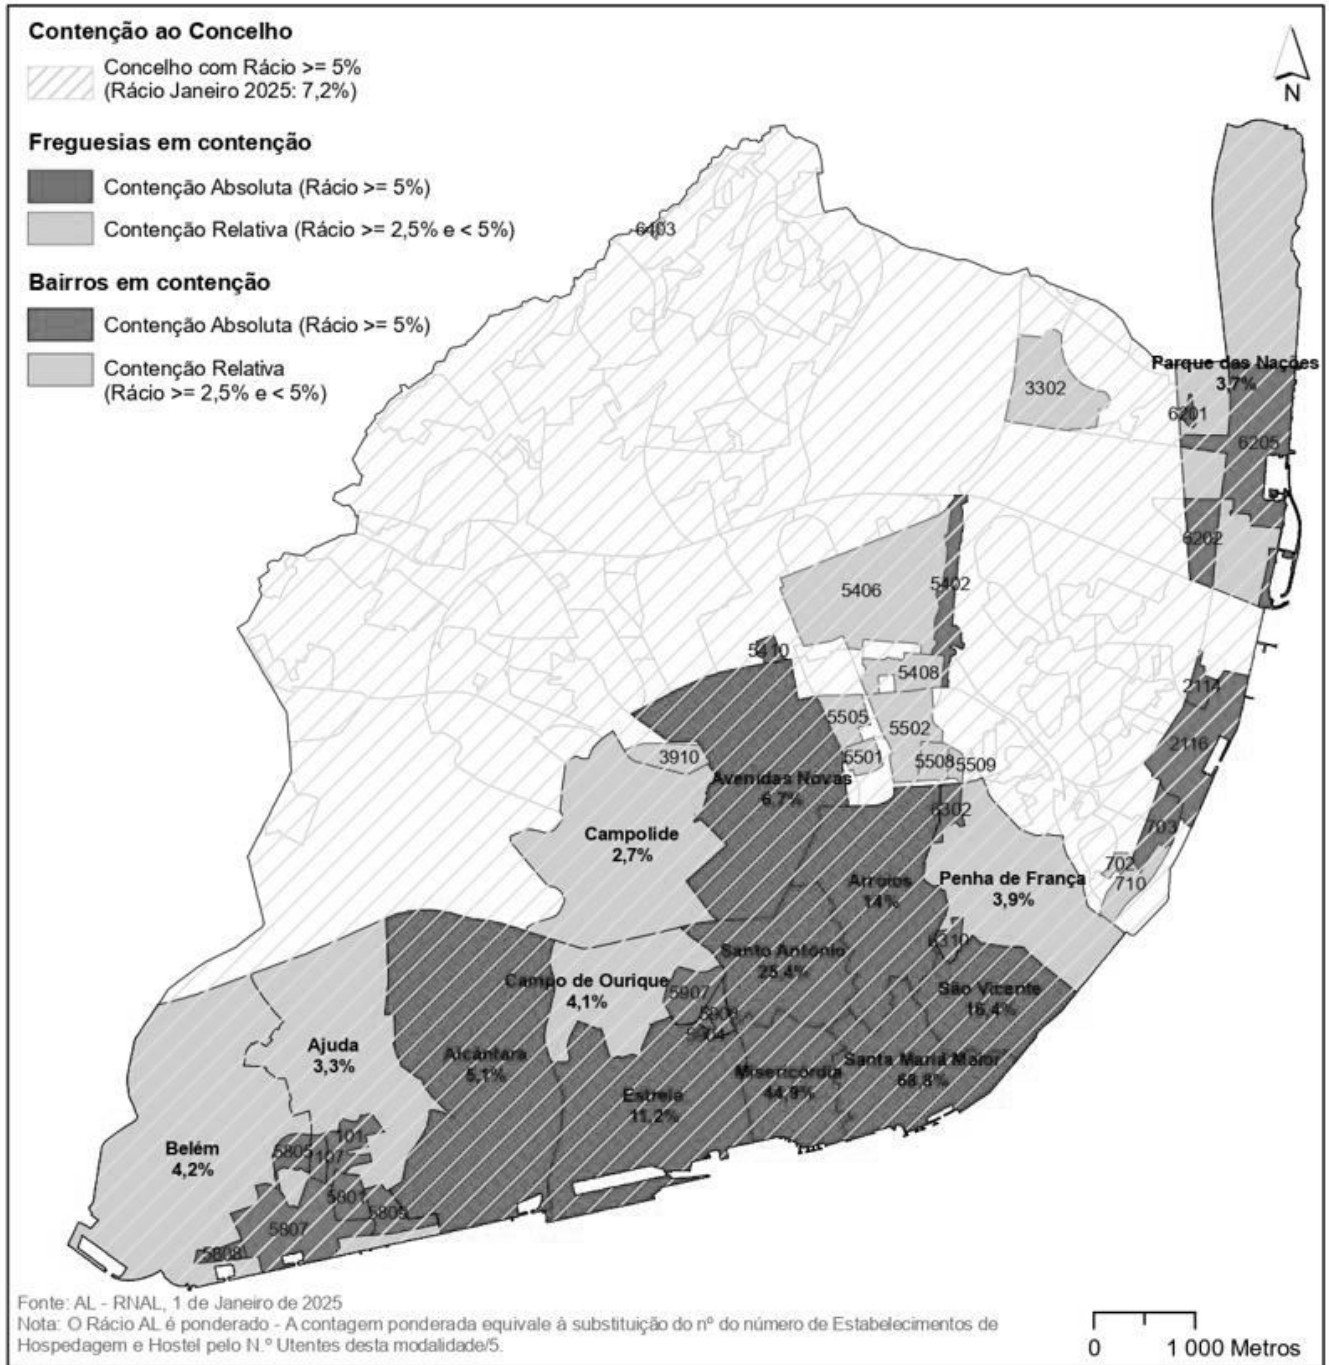 Contenção ao Concelho
Concelho com Rácio >= 5%
(Rácio Janeiro 2025: 7,2%)
N
Freguesias em contenção
Contenção Absoluta (Rácio >= 5%)
Contenção Relativa (Rácio >= 2,5% e < 5%)
Bairros em contenção
Contenção Absoluta (Rácio >= 5%)
Contenção Relativa
(Rácio >= 2,5% e < 5%)
6403
Parque das Nações
3,7%
3302
6201
6205
6202
5406
5402
5410
5408
2114
5505
5502
2116
3910
5501
5508
5509
Avenidas Novas
6,7%
6302
703
Campolide
2,7%
702
710
Arroios
14%
Penha de França
3,9%
6310
Santo António
25,4%
Campo de Ourique
4,1%
5907
São Vicente
16,4%
Ajuda
3,3%
Alcântara
5,1%
Estrela
11,2%
Misericórdia
44,9%
Santa Maria Maior
68,8%
Belém
4,2%
101
5805
107
5801
5809
5807
5808
Fonte: AL - RNAL, 1 de Janeiro de 2025
Nota: O Rácio AL é ponderado - A contagem ponderada equivale à substituição do nº do número de Estabelecimentos de
Hospedagem e Hostel pelo N.º Utentes desta modalidade/5.
0 1 000 Metros